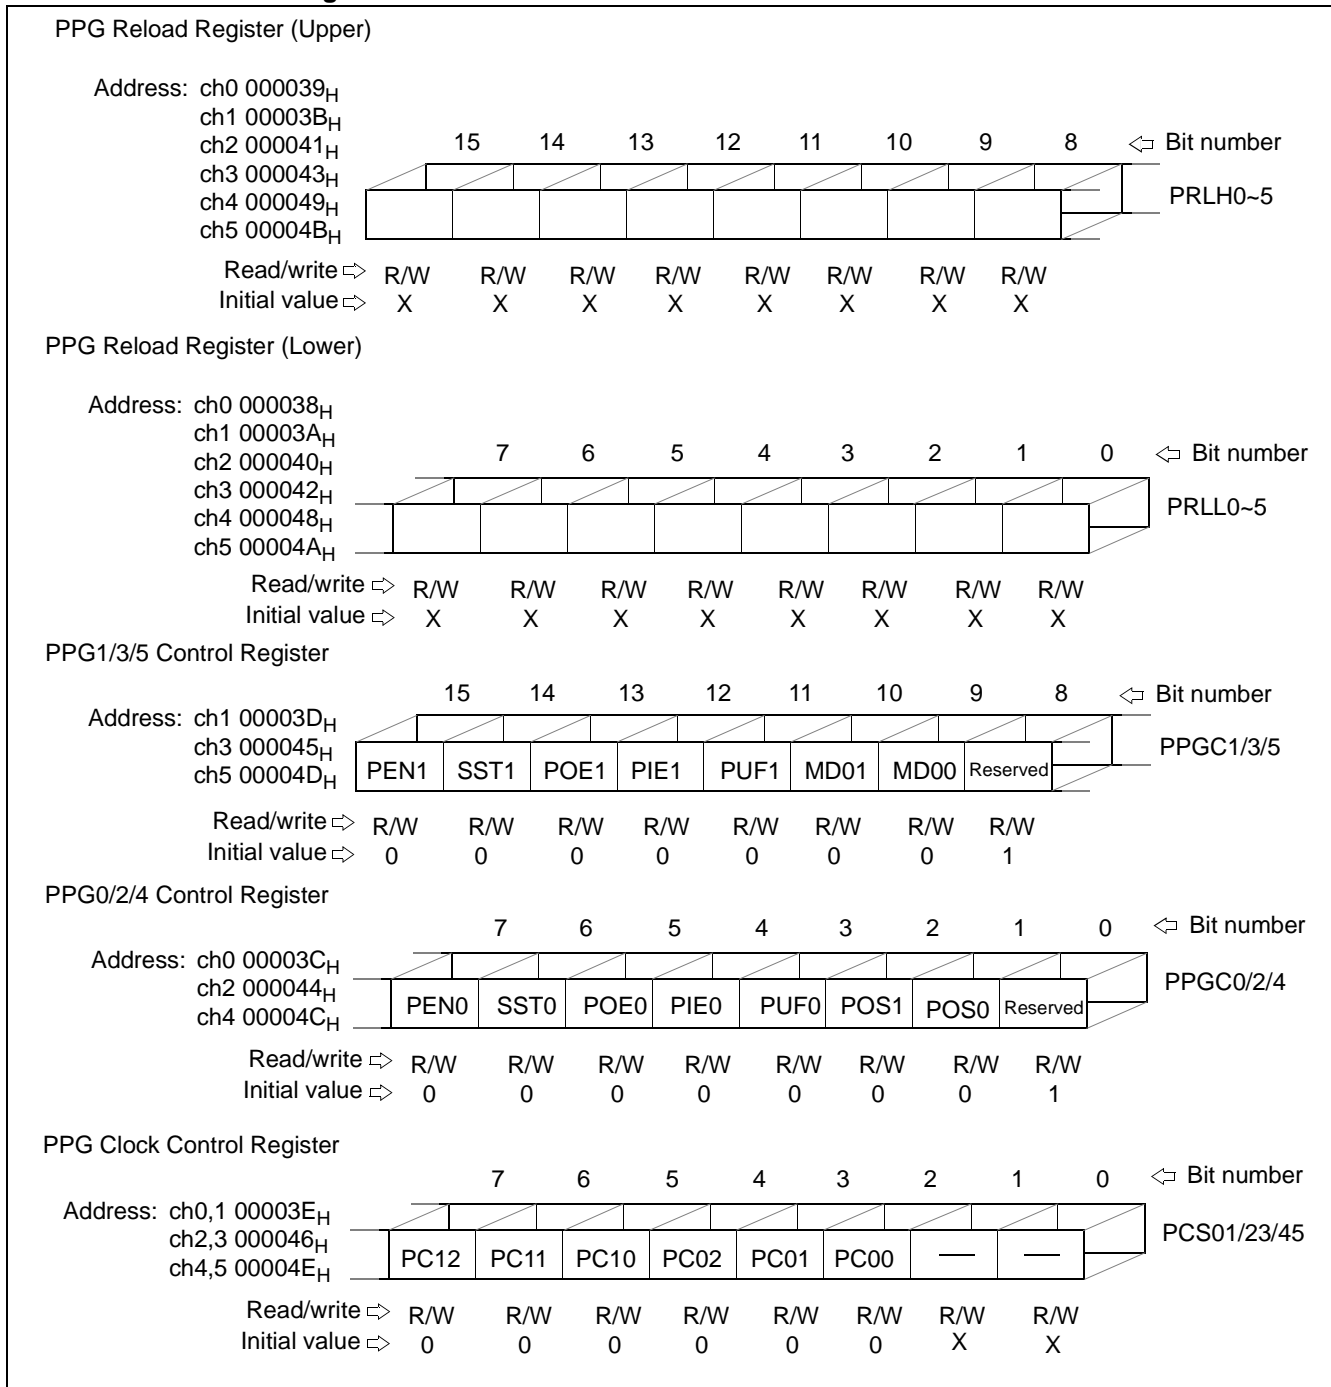 PPG Reload Register (Upper)
Address: ch0 000039H
ch1 00003BH
ch2 000041H
ch3 000043H
ch4 000049H
ch5 00004BH
15 14 13 12 11 10 9 8 ⇦ Bit number
PRLH0~5
Read/write ⇨ R/W R/W R/W R/W R/W R/W R/W R/W
Initial value ⇨ X X X X X X X X
PPG Reload Register (Lower)
Address: ch0 000038H
ch1 00003AH
ch2 000040H
ch3 000042H
ch4 000048H
ch5 00004AH
7 6 5 4 3 2 1 0 ⇦ Bit number
PRLL0~5
Read/write ⇨ R/W R/W R/W R/W R/W R/W R/W R/W
Initial value ⇨ X X X X X X X X
PPG1/3/5 Control Register
15 14 13 12 11 10 9 8 ⇦ Bit number
Address: ch1 00003DH
ch3 000045H
ch5 00004DH
PEN1 SST1 POE1 PIE1 PUF1 MD01 MD00 Reserved
PPGC1/3/5
Read/write ⇨ R/W R/W R/W R/W R/W R/W R/W R/W
Initial value ⇨ 0 0 0 0 0 0 0 1
PPG0/2/4 Control Register
7 6 5 4 3 2 1 0 ⇦ Bit number
Address: ch0 00003CH
ch2 000044H
ch4 00004CH
PEN0 SST0 POE0 PIE0 PUF0 POS1 POS0 Reserved
PPGC0/2/4
Read/write ⇨ R/W R/W R/W R/W R/W R/W R/W R/W
Initial value ⇨ 0 0 0 0 0 0 0 1
PPG Clock Control Register
7 6 5 4 3 2 1 0 ⇦ Bit number
Address: ch0,1 00003EH
ch2,3 000046H
ch4,5 00004EH
PC12 PC11 PC10 PC02 PC01 PC00 — —
PCS01/23/45
Read/write ⇨ R/W R/W R/W R/W R/W R/W R/W R/W
Initial value ⇨ 0 0 0 0 0 0 X X